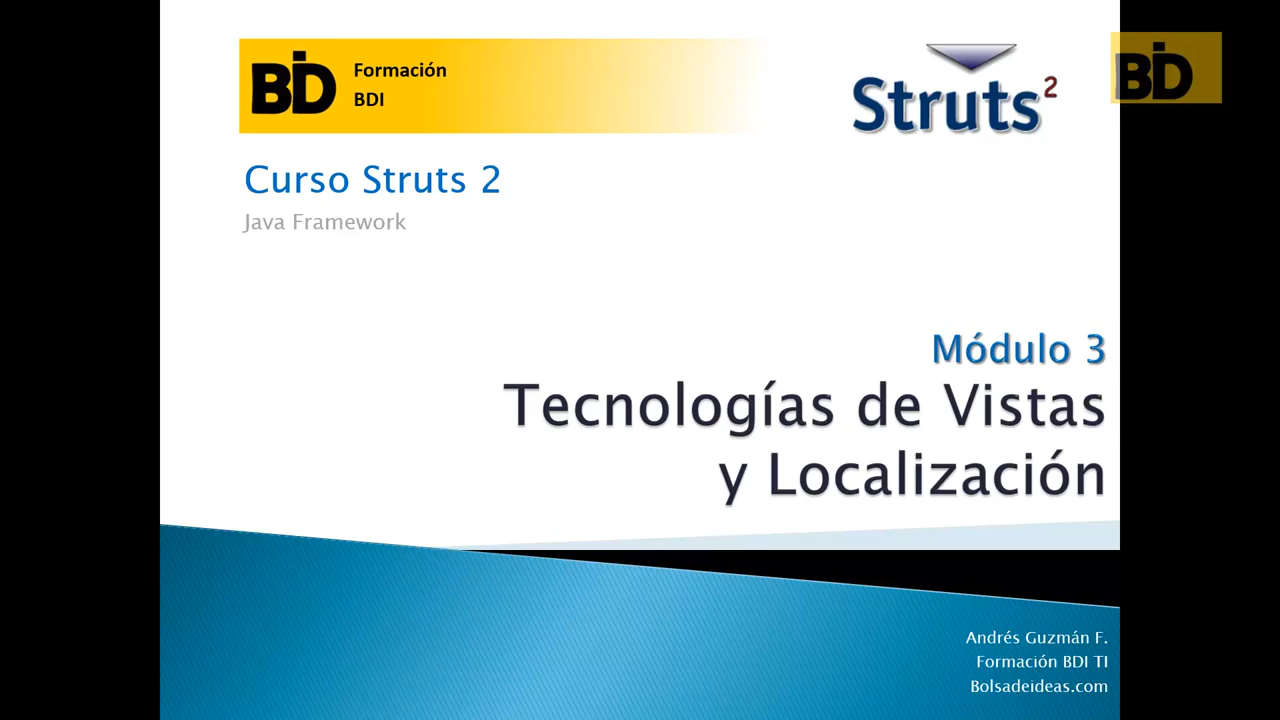 BID
Formación
BDI
Struts2
BID
Curso Struts 2
Java Framework
Módulo 3
Tecnologías de Vistas
y Localización
Andrés Guzmán F.
Formación BDI TI
Bolsadeideas.com